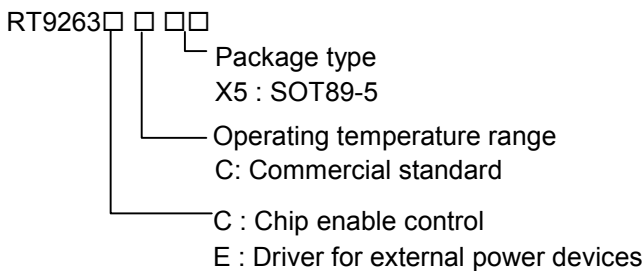 RT9263□ □ □□
Package type
X5 : SOT89-5
Operating temperature range
C: Commercial standard
C : Chip enable control
E : Driver for external power devices